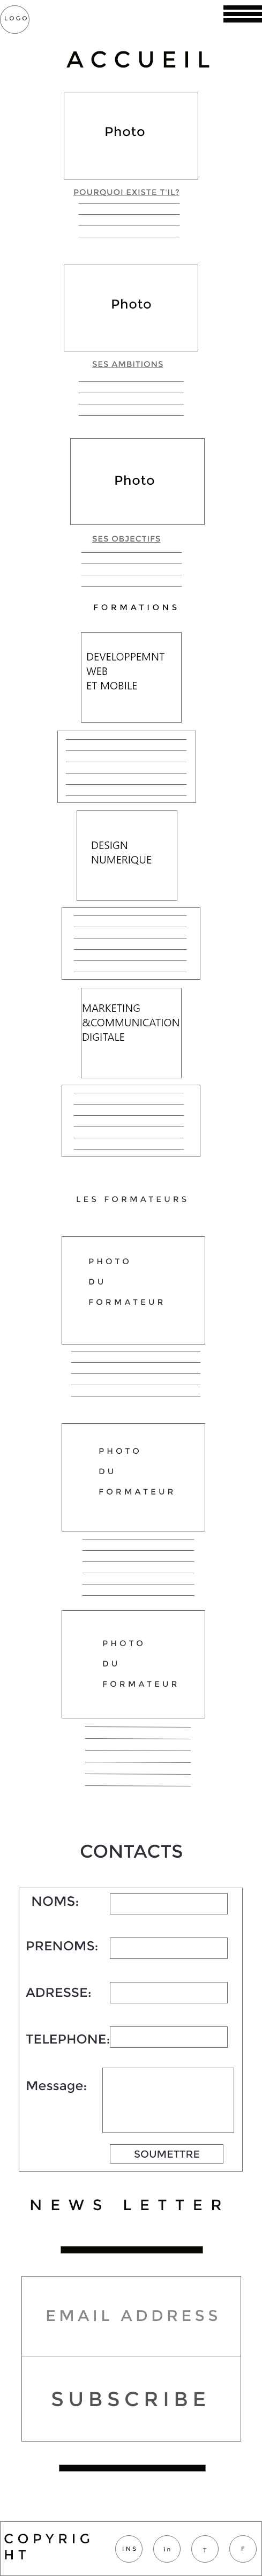 LOGO
ACCUEIL
Photo
POURQUOI EXISTE T'IL?
Photo
SES AMBITIONS
Photo
SES OBJECTIFS
FORMATIONS
DEVELOPPEMNT
WEB
ET MOBILE
DESIGN
NUMERIQUE
MARKETING
&COMMUNICATION
DIGITALE
LES FORMATEURS
PHOTO
DU
FORMATEUR
PHOTO
DU
FORMATEUR
PHOTO
DU
FORMATEUR
CONTACTS
NOMS:
PRENOMS:
ADRESSE:
TELEPHONE:
Message:
SOUMETTRE
NEWS LETTER
EMAIL ADDRESS
SUBSCRIBE
COPYRIG
HT
INS
in
T
F